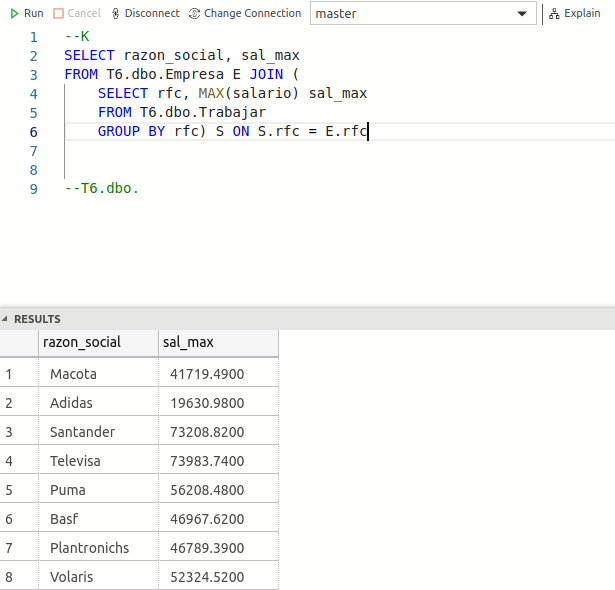 Run Cancel Disconnect Change Connection master Explain
1 --K
2 SELECT razon_social, sal_max
3 FROM T6.dbo.Empresa E JOIN (
4 SELECT rfc, MAX(salario) sal_max
5 FROM T6.dbo.Trabajar
6 GROUP BY rfc) S ON S.rfc = E.rfc
7
8
9 --T6.dbo.
RESULTS
razon_social sal_max
1 Macota 41719.4900
2 Adidas 19630.9800
3 Santander 73208.8200
4 Televisa 73983.7400
5 Puma 56208.4800
6 Basf 46967.6200
7 Plantronichs 46789.3900
8 Volaris 52324.5200